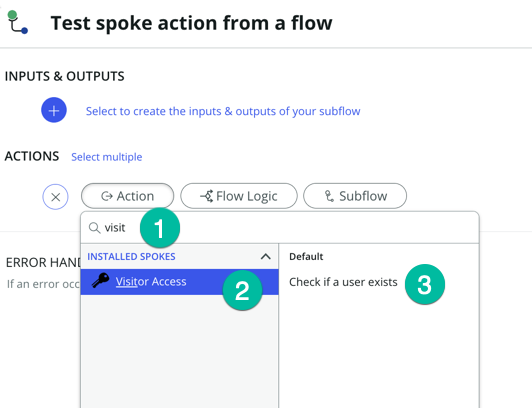 Test spoke action from a flow
INPUTS & OUTPUTS
Select to create the inputs & outputs of your subflow
ACTIONS Select multiple
Action Flow Logic Subflow
visit 1
INSTALLED SPOKES Default
ERROR HAND
Visitor Access 2 Check if a user exists 3
If an error occ